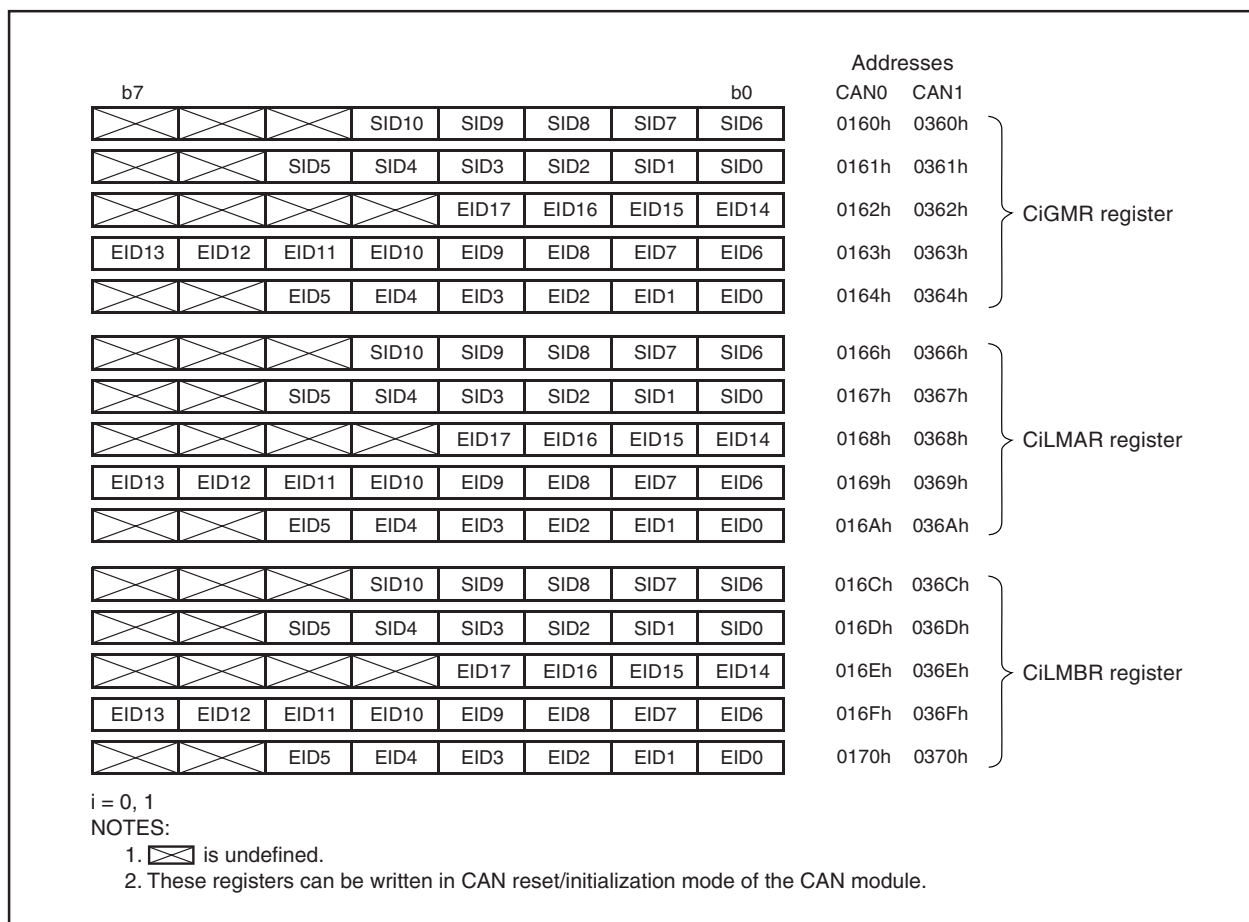 Addresses
b7 b0 CAN0 CAN1
SID10 SID9 SID8 SID7 SID6 0160h 0360h
SID5 SID4 SID3 SID2 SID1 SID0 0161h 0361h
EID17 EID16 EID15 EID14 0162h 0362h CiGMR register
EID13 EID12 EID11 EID10 EID9 EID8 EID7 EID6 0163h 0363h
EID5 EID4 EID3 EID2 EID1 EID0 0164h 0364h
SID10 SID9 SID8 SID7 SID6 0166h 0366h
SID5 SID4 SID3 SID2 SID1 SID0 0167h 0367h
EID17 EID16 EID15 EID14 0168h 0368h CiLMAR register
EID13 EID12 EID11 EID10 EID9 EID8 EID7 EID6 0169h 0369h
EID5 EID4 EID3 EID2 EID1 EID0 016Ah 036Ah
SID10 SID9 SID8 SID7 SID6 016Ch 036Ch
SID5 SID4 SID3 SID2 SID1 SID0 016Dh 036Dh
EID17 EID16 EID15 EID14 016Eh 036Eh CiLMBR register
EID13 EID12 EID11 EID10 EID9 EID8 EID7 EID6 016Fh 036Fh
EID5 EID4 EID3 EID2 EID1 EID0 0170h 0370h
i = 0, 1
NOTES:
1. is undefined.
2. These registers can be written in CAN reset/initialization mode of the CAN module.